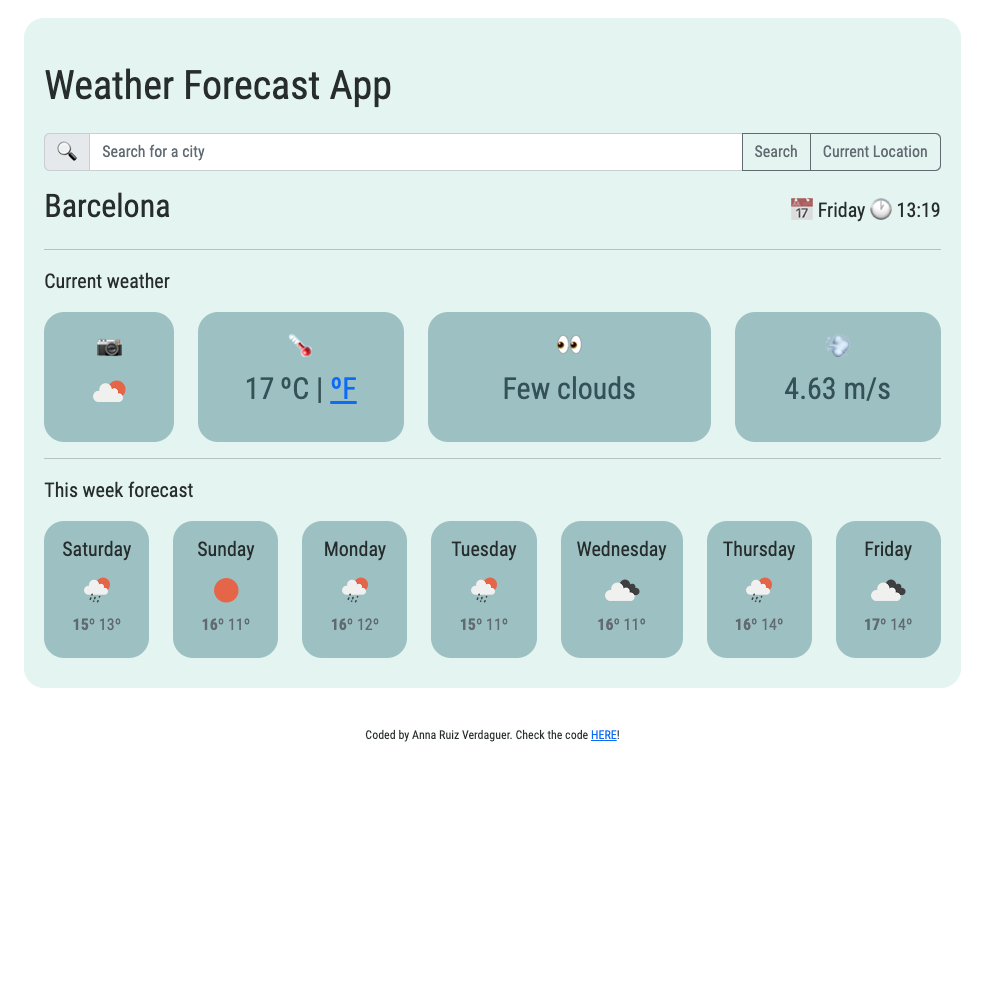 Weather Forecast App
Search for a city Search Current Location
Barcelona 17 Friday 13:19
Current weather
17 ºC | ºF Few clouds 4.63 m/s
This week forecast
Saturday Sunday Monday Tuesday Wednesday Thursday Friday
15º 13º 16º 11º 16º 12º 15º 11º 16º 11º 16º 14º 17º 14º
Coded by Anna Ruiz Verdaguer. Check the code HERE!